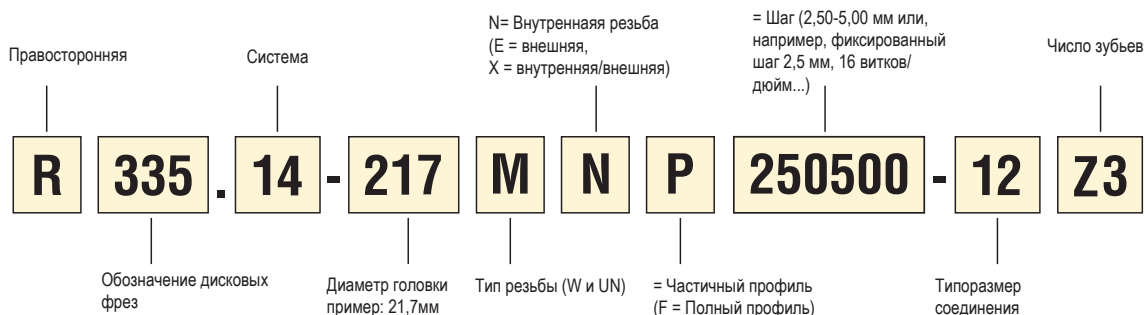 N= Внутреннаяя резьба
(E = внешняя,
X = внутренняя/внешняя)
= Шаг (2,50-5,00 мм или,
например, фиксированный
шаг 2,5 мм, 16 витков/
дюйм...)
Правосторонняя
Система
Число зубьев
R 335 . 14 - 217 M N P 250500 - 12 Z3
Обозначение дисковых
фрез
Диаметр головки
пример: 21,7мм
Тип резьбы (W и UN)
= Частичный профиль
(F = Полный профиль)
Типоразмер
соединения